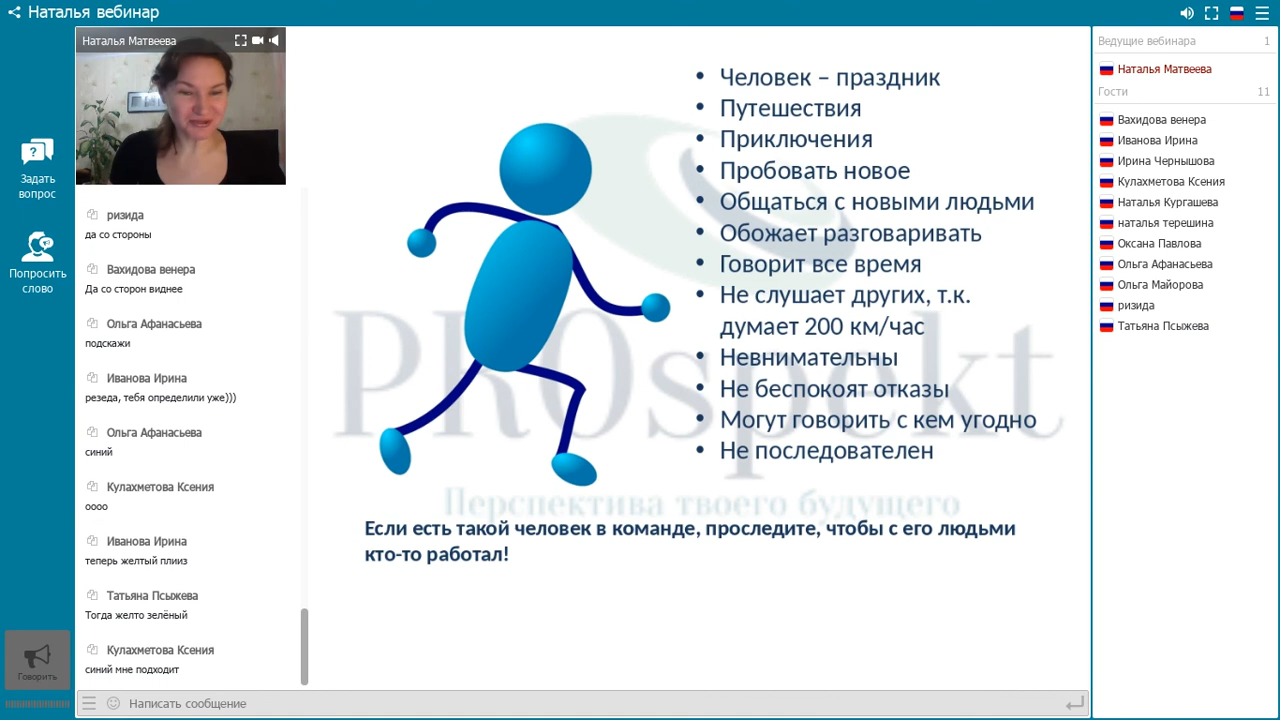 Наталья вебинар
Наталья Матвеева
Задать
вопрос
Попросить
слово
Говорить
ризида
да со стороны
Вахидова венера
Да со сторон виднее
Ольга Афанасьева
подскажи
Иванова Ирина
резеда, тебя определили уже)))
Ольга Афанасьева
синий
Кулахметова Ксения
оооо
Иванова Ирина
теперь желтый плииз
Татьяна Псыжева
Тогда желто зелёный
Кулахметова Ксения
синий мне подходит
Написать сообщение
• Человек – праздник
• Путешествия
• Приключения
• Пробовать новое
• Общаться с новыми людьми
• Обожает разговаривать
• Говорит все время
• Не слушает других, т.к.
думает 200 км/час
• Невнимательны
• Не беспокоят отказы
• Могут говорить с кем угодно
• Не последователен
PROspekt
Перспектива твоего будущего
Если есть такой человек в команде, проследите, чтобы с его людьми
кто-то работал!
Ведущие вебинара 1
Наталья Матвеева
Гости 11
Вахидова венера
Иванова Ирина
Ирина Чернышова
Кулахметова Ксения
Наталья Кургашева
наталья терешина
Оксана Павлова
Ольга Афанасьева
Ольга Майорова
ризида
Татьяна Псыжева